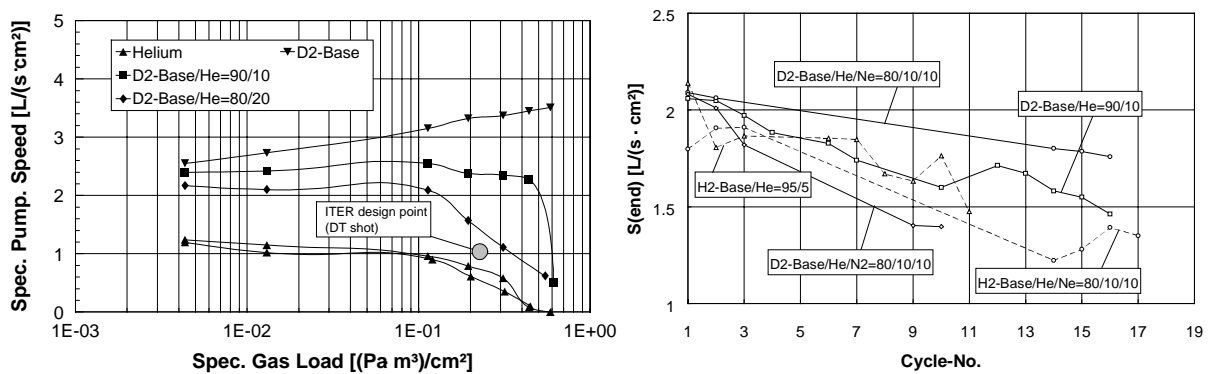 Spec. Pump. Speed [L/(s·cm²)]
5
4
3
2
1
0
Helium
D2-Base
D2-Base/He=90/10
D2-Base/He=80/20
ITER design point
(DT shot)
1E-03
1E-02
1E-01
1E+00
Spec. Gas Load [(Pa m³)/cm²]
S(end) [L/(s · cm²)]
2.5
2
1.5
1
D2-Base/He/Ne=80/10/10
D2-Base/He=90/10
H2-Base/He=95/5
D2-Base/He/N2=80/10/10
H2-Base/He/Ne=80/10/10
1 3 5 7 9 11 13 15 17 19
Cycle-No.